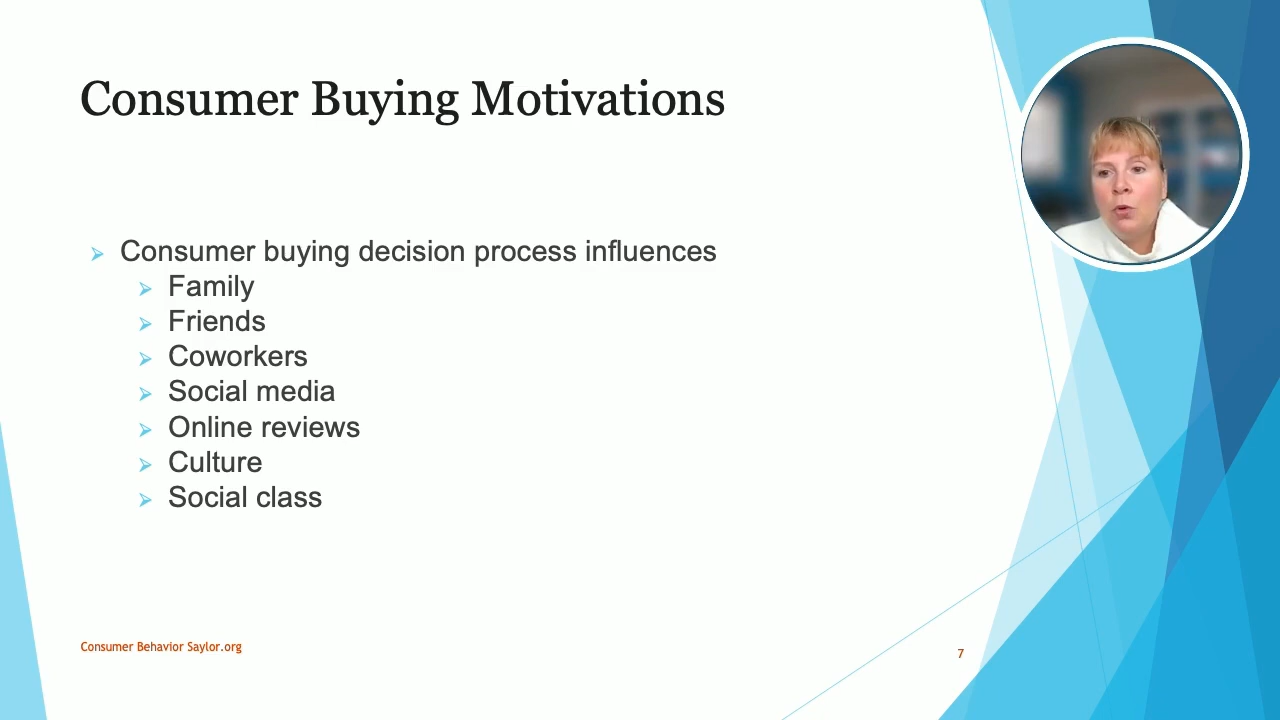 Consumer Buying Motivations
Consumer buying decision process influences
Family
Friends
Coworkers
Social media
Online reviews
Culture
Social class
Consumer Behavior Saylor.org
7